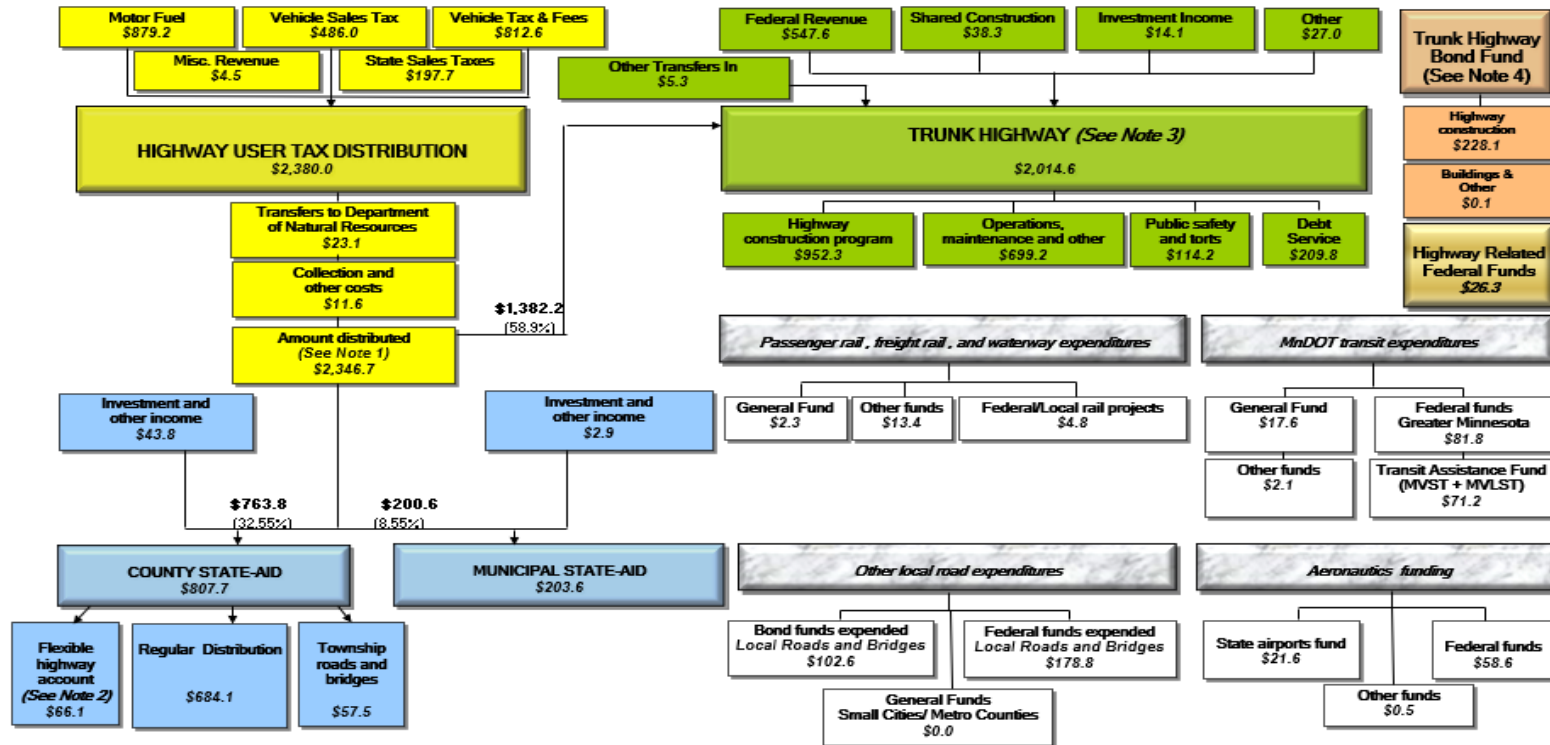 Motor Fuel
$879.2
Vehicle Sales Tax
$486.0
Vehicle Tax & Fees
$812.6
Misc. Revenue
$4.5
State Sales Taxes
$197.7
HIGHWAY USER TAX DISTRIBUTION
$2,380.0
Transfers to Department
of Natural Resources
$23.1
Collection and
other costs
$11.6
Amount distributed
(See Note 1)
$2,346.7
$1,382.2
(58.9%)
Federal Revenue
$547.6
Shared Construction
$38.3
Investment Income
$14.1
Other
$27.0
Other Transfers In
$5.3
TRUNK HIGHWAY (See Note 3)
$2,014.6
Highway
construction program
$952.3
Operations,
maintenance and other
$699.2
Public safety
and torts
$114.2
Debt
Service
$209.8
Trunk Highway
Bond Fund
(See Note 4)
Highway
construction
$228.1
Buildings &
Other
$0.1
Highway Related
Federal Funds
$26.3
Investment and
other income
$43.8
Investment and
other income
$2.9
$763.8
(32.55%)
$200.6
(8.55%)
COUNTY STATE-AID
$807.7
MUNICIPAL STATE-AID
$203.6
Flexible
highway
account
(See Note 2)
$66.1
Regular Distribution
$684.1
Township
roads and
bridges
$57.5
Passenger rail , freight rail , and waterway expenditures
General Fund
$2.3
Other funds
$13.4
Federal/Local rail projects
$4.8
MnDOT transit expenditures
General Fund
$17.6
Federal funds
Greater Minnesota
$81.8
Other funds
$2.1
Transit Assistance Fund
(MVST + MVLST)
$71.2
Other local road expenditures
Bond funds expended
Local Roads and Bridges
$102.6
Federal funds expended
Local Roads and Bridges
$178.8
General Funds
Small Cities/ Metro Counties
$0.0
Aeronautics funding
State airports fund
$21.6
Federal funds
$58.6
Other funds
$0.5